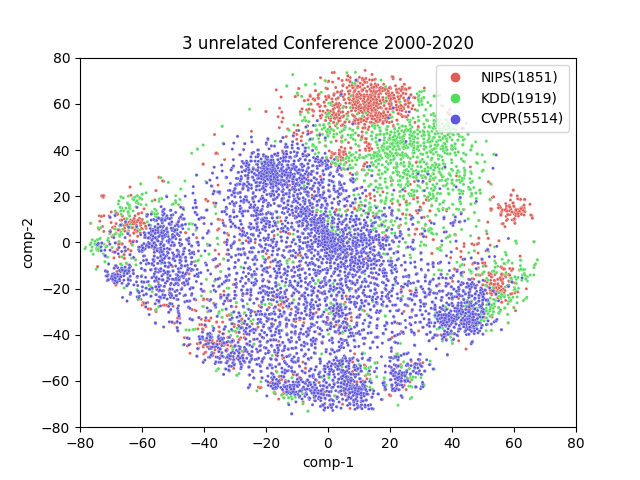 3 unrelated Conference 2000-2020
NIPS(1851)
KDD(1919)
CVPR(5514)
80
60
40
20
0
−20
−40
−60
−80
comp-2
−80 −60 −40 −20 0 20 40 60 80
comp-1